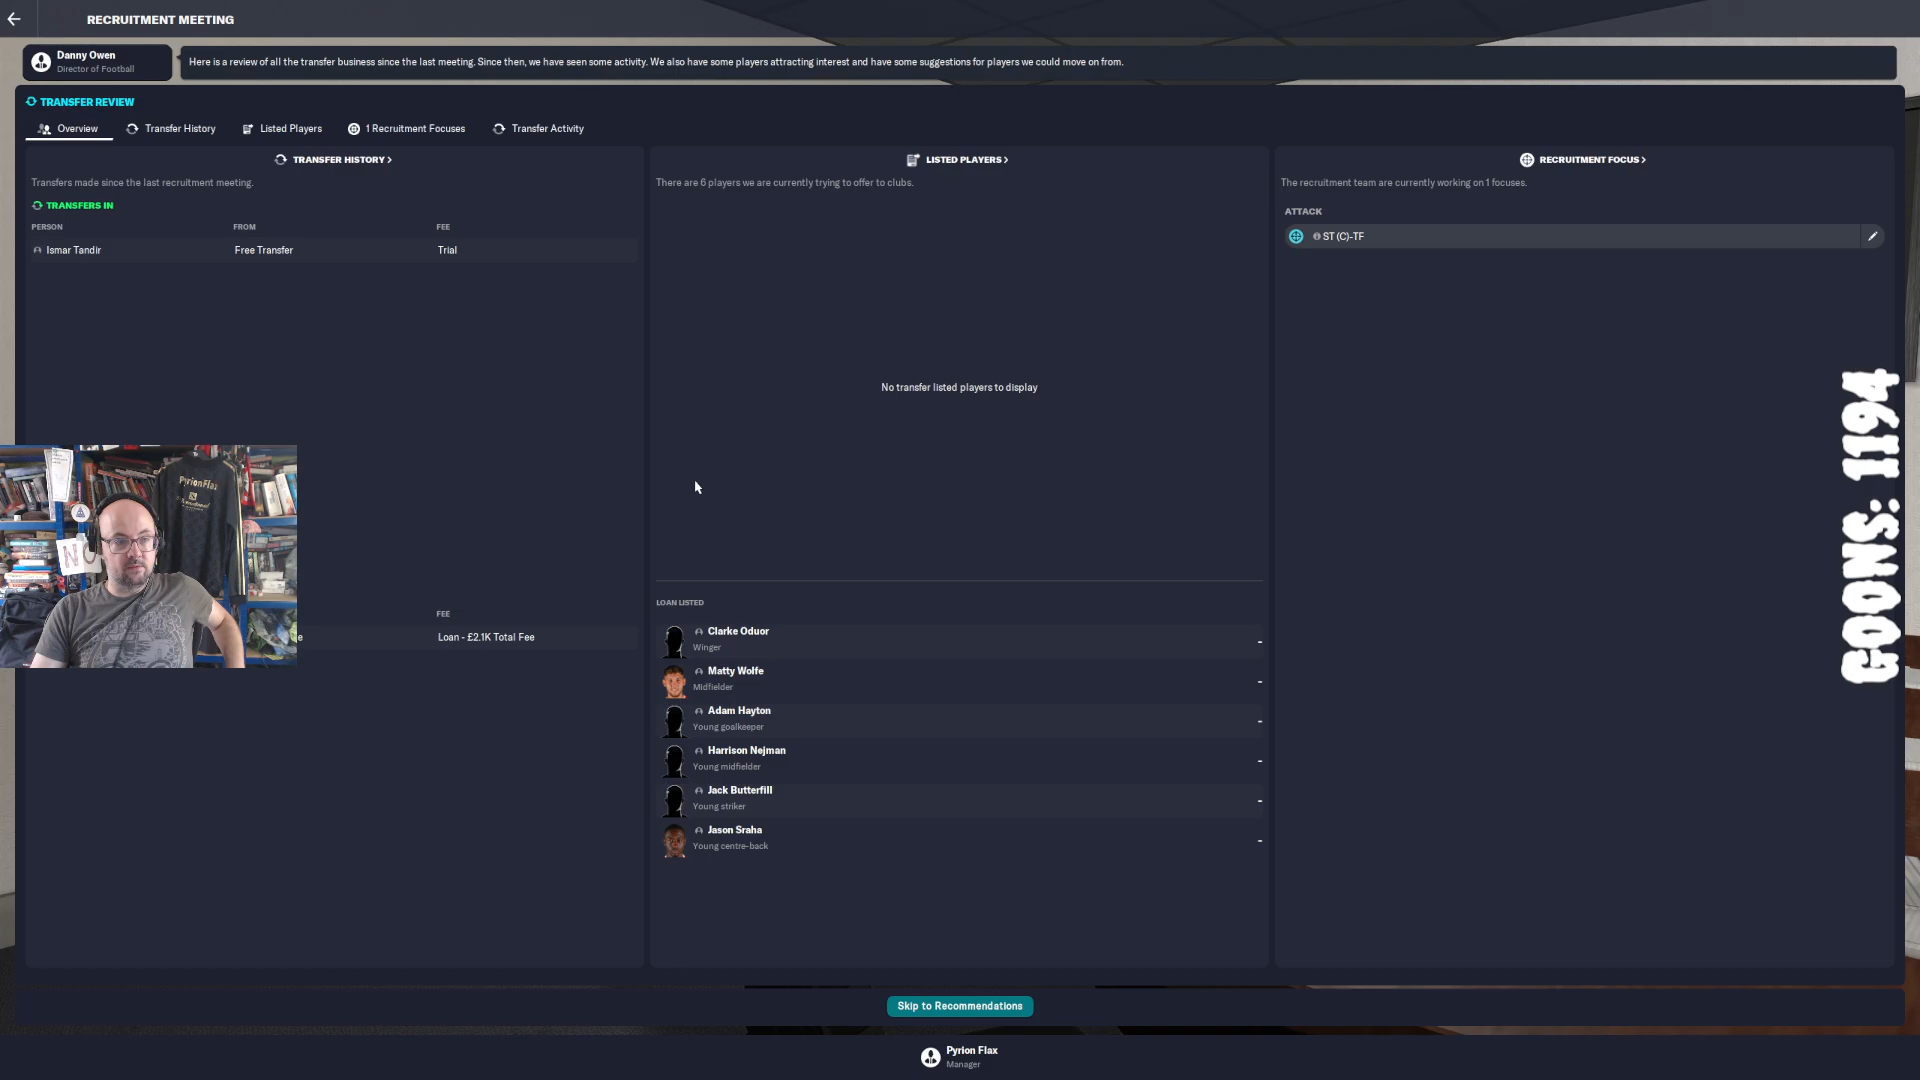 RECRUITMENT MEETING
Danny Owen
Director of Football
Here is a review of all the transfer business since the last meeting. Since then, we have seen some activity. We also have some players attracting interest and have some suggestions for players we could move on from.
TRANSFER REVIEW
Overview
Transfer History
Listed Players
1 Recruitment Focuses
Transfer Activity
TRANSFER HISTORY >
Transfers made since the last recruitment meeting.
TRANSFERS IN
PERSON FROM FEE
Ismar Tandir Free Transfer Trial
FEE
e Loan - £2.1K Total Fee
LISTED PLAYERS >
There are 6 players we are currently trying to offer to clubs.
No transfer listed players to display
LOAN LISTED
Clarke Oduor -
Winger
Matty Wolfe -
Midfielder
Adam Hayton -
Young goalkeeper
Harrison Nejman -
Young midfielder
Jack Butterfill -
Young striker
Jason Sraha -
Young centre-back
RECRUITMENT FOCUS >
The recruitment team are currently working on 1 focuses.
ATTACK
ST (C)-TF
PyrionFlax
NO
GOONS: 1194
Skip to Recommendations
Pyrion Flax
Manager